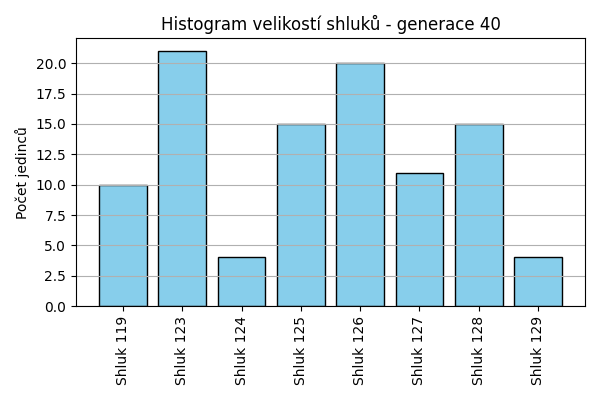 Histogram velikostí shluků - generace 40
Počet jedinců
20.0
17.5
15.0
12.5
10.0
7.5
5.0
2.5
0.0
Shluk 119
Shluk 123
Shluk 124
Shluk 125
Shluk 126
Shluk 127
Shluk 128
Shluk 129